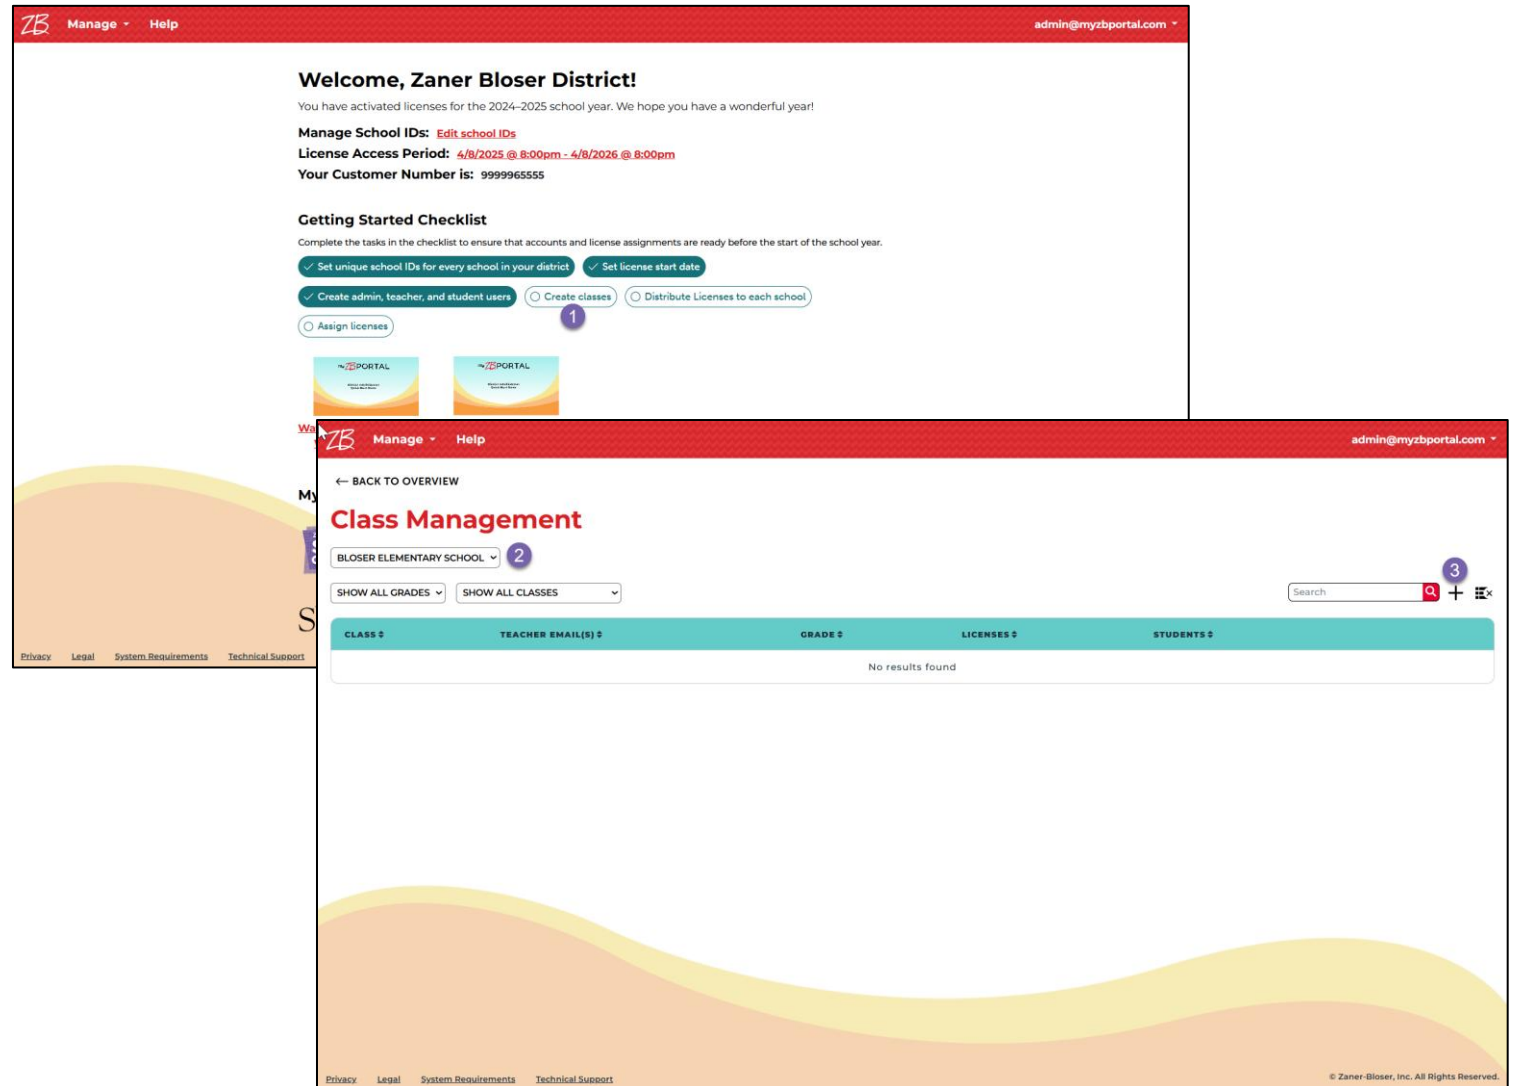 ZB Manage Help admin@myzbportal.com
Welcome, Zaner Bloser District!
You have activated licenses for the 2024–2025 school year. We hope you have a wonderful year!
Manage School IDs: Edit school IDs
License Access Period: 4/8/2025 @ 8:00pm - 4/8/2026 @ 8:00pm
Your Customer Number is: 9999965555
Getting Started Checklist
Complete the tasks in the checklist to ensure that accounts and license assignments are ready before the start of the school year.
Set unique school IDs for every school in your district Set license start date
Create admin, teacher, and student users Create classes Distribute Licenses to each school
1
Assign licenses
my ZB PORTAL my ZB PORTAL
Wa
My
S
Privacy Legal System Requirements Technical Support
ZB Manage Help admin@myzbportal.com
← BACK TO OVERVIEW
Class Management
BLOSER ELEMENTARY SCHOOL 2
3
SHOW ALL GRADES SHOW ALL CLASSES Search
CLASS TEACHER EMAIL(S) GRADE LICENSES STUDENTS
No results found
Privacy Legal System Requirements Technical Support © Zaner-Bloser, Inc. All Rights Reserved.